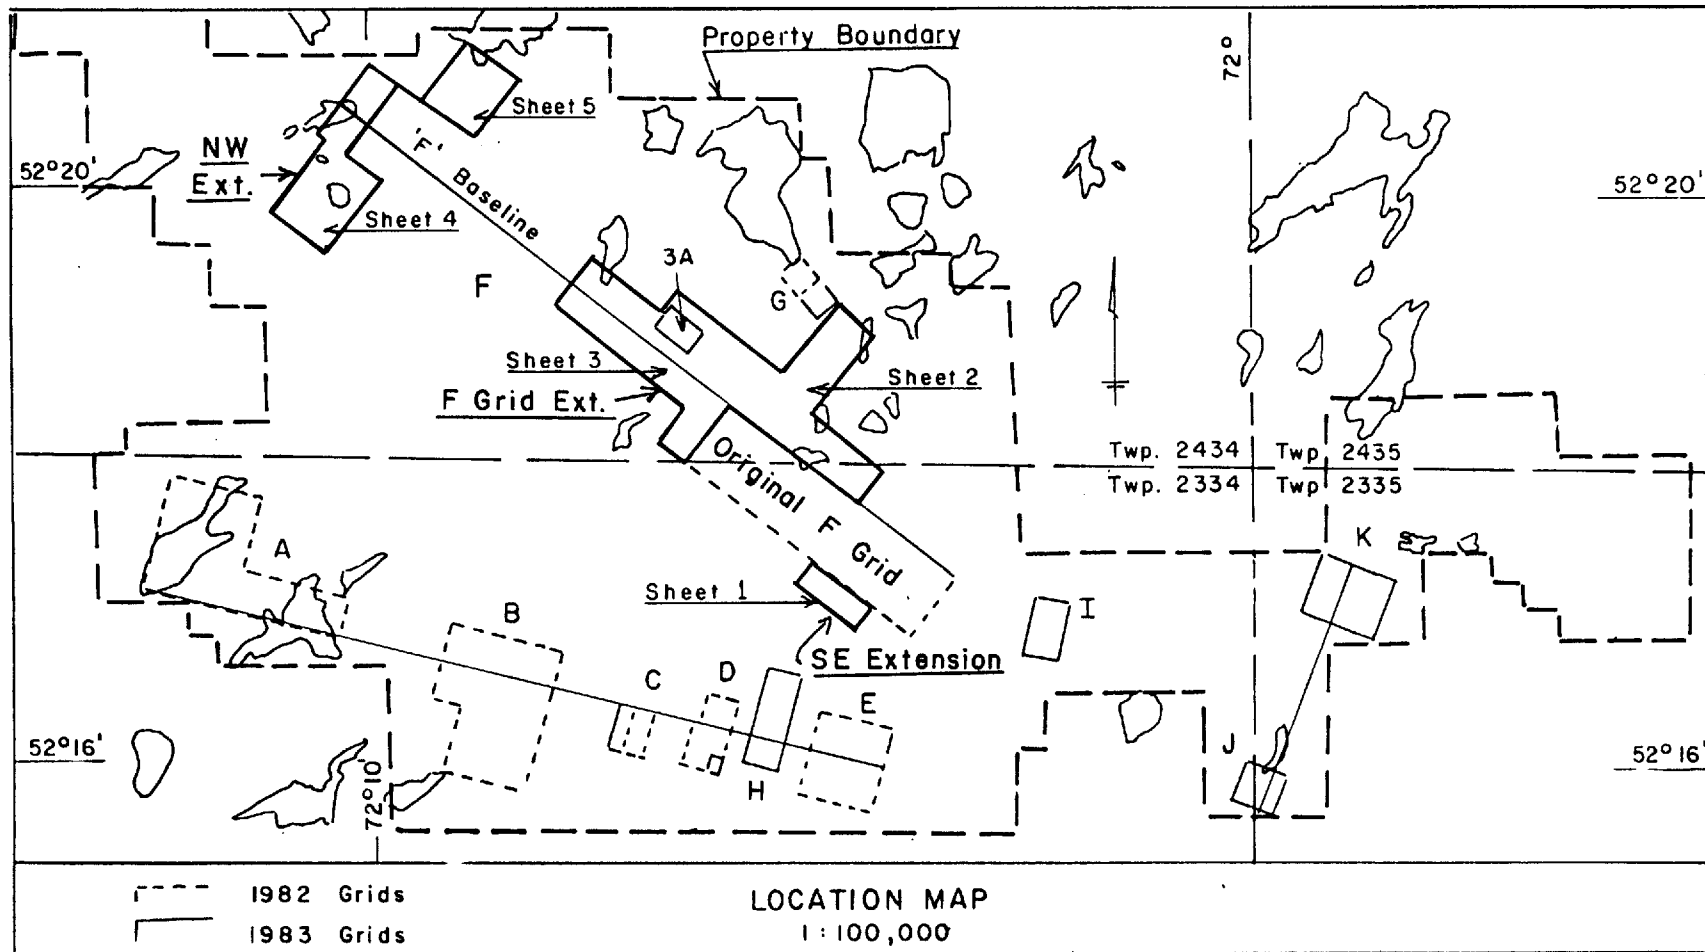 Property Boundary
72°
Sheet 5
'F' Baseline
NW
Ext.
52°20'
52°20'
Sheet 4
3A
F
G
Sheet 3
Sheet 2
F Grid Ext.
Original F Grid
Twp. 2434
Twp 2435
Twp. 2334
Twp 2335
K
A
Sheet 1
B
I
SE Extension
C
D
E
52°16'
J
52°16'
72°10'
H
1982 Grids
LOCATION MAP
1983 Grids
1:100,000